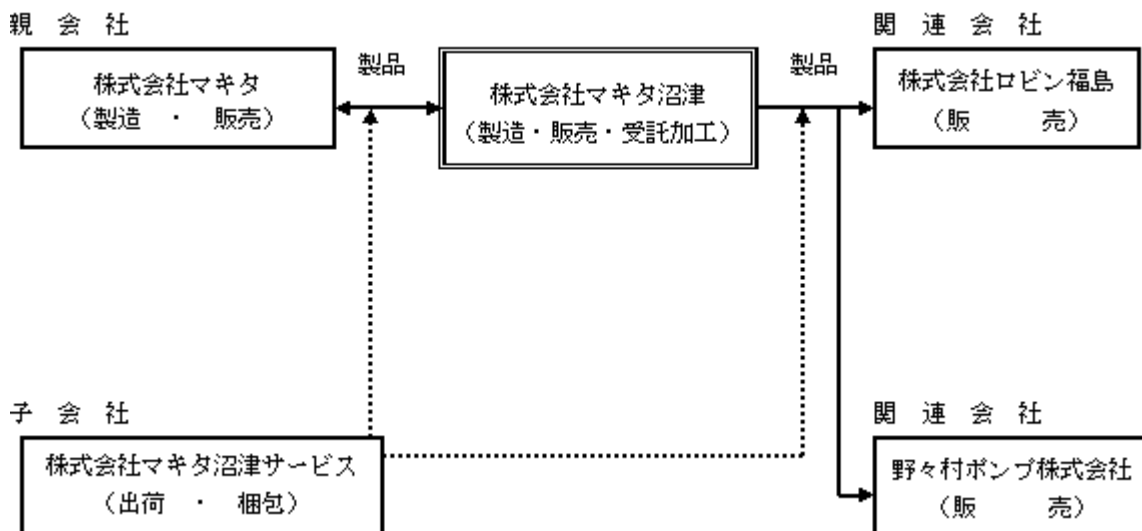 親会社
株式会社マキタ
（製造 ・ 販売）
製品
株式会社マキタ沼津
（製造・販売・受託加工）
製品
関連会社
株式会社ロビン福島
（販 売）
子会社
株式会社マキタ沼津サービス
（出荷 ・ 梱包）
関連会社
野々村ポンプ株式会社
（販 売）